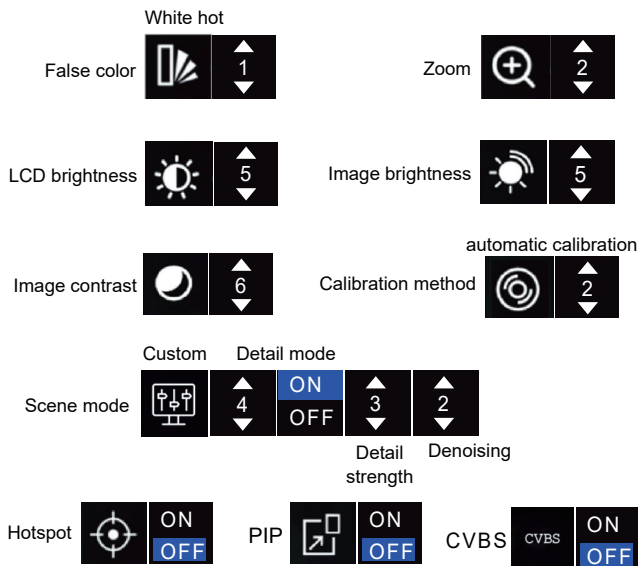 White hot
False color 1
Zoom 2
LCD brightness 5
Image brightness 5
automatic calibration
Image contrast 6
Calibration method 2
Custom Detail mode
Scene mode 4 ON OFF 3 2
Detail strength
Denoising
Hotspot ON OFF
PIP ON OFF
CVBS CVBS ON OFF